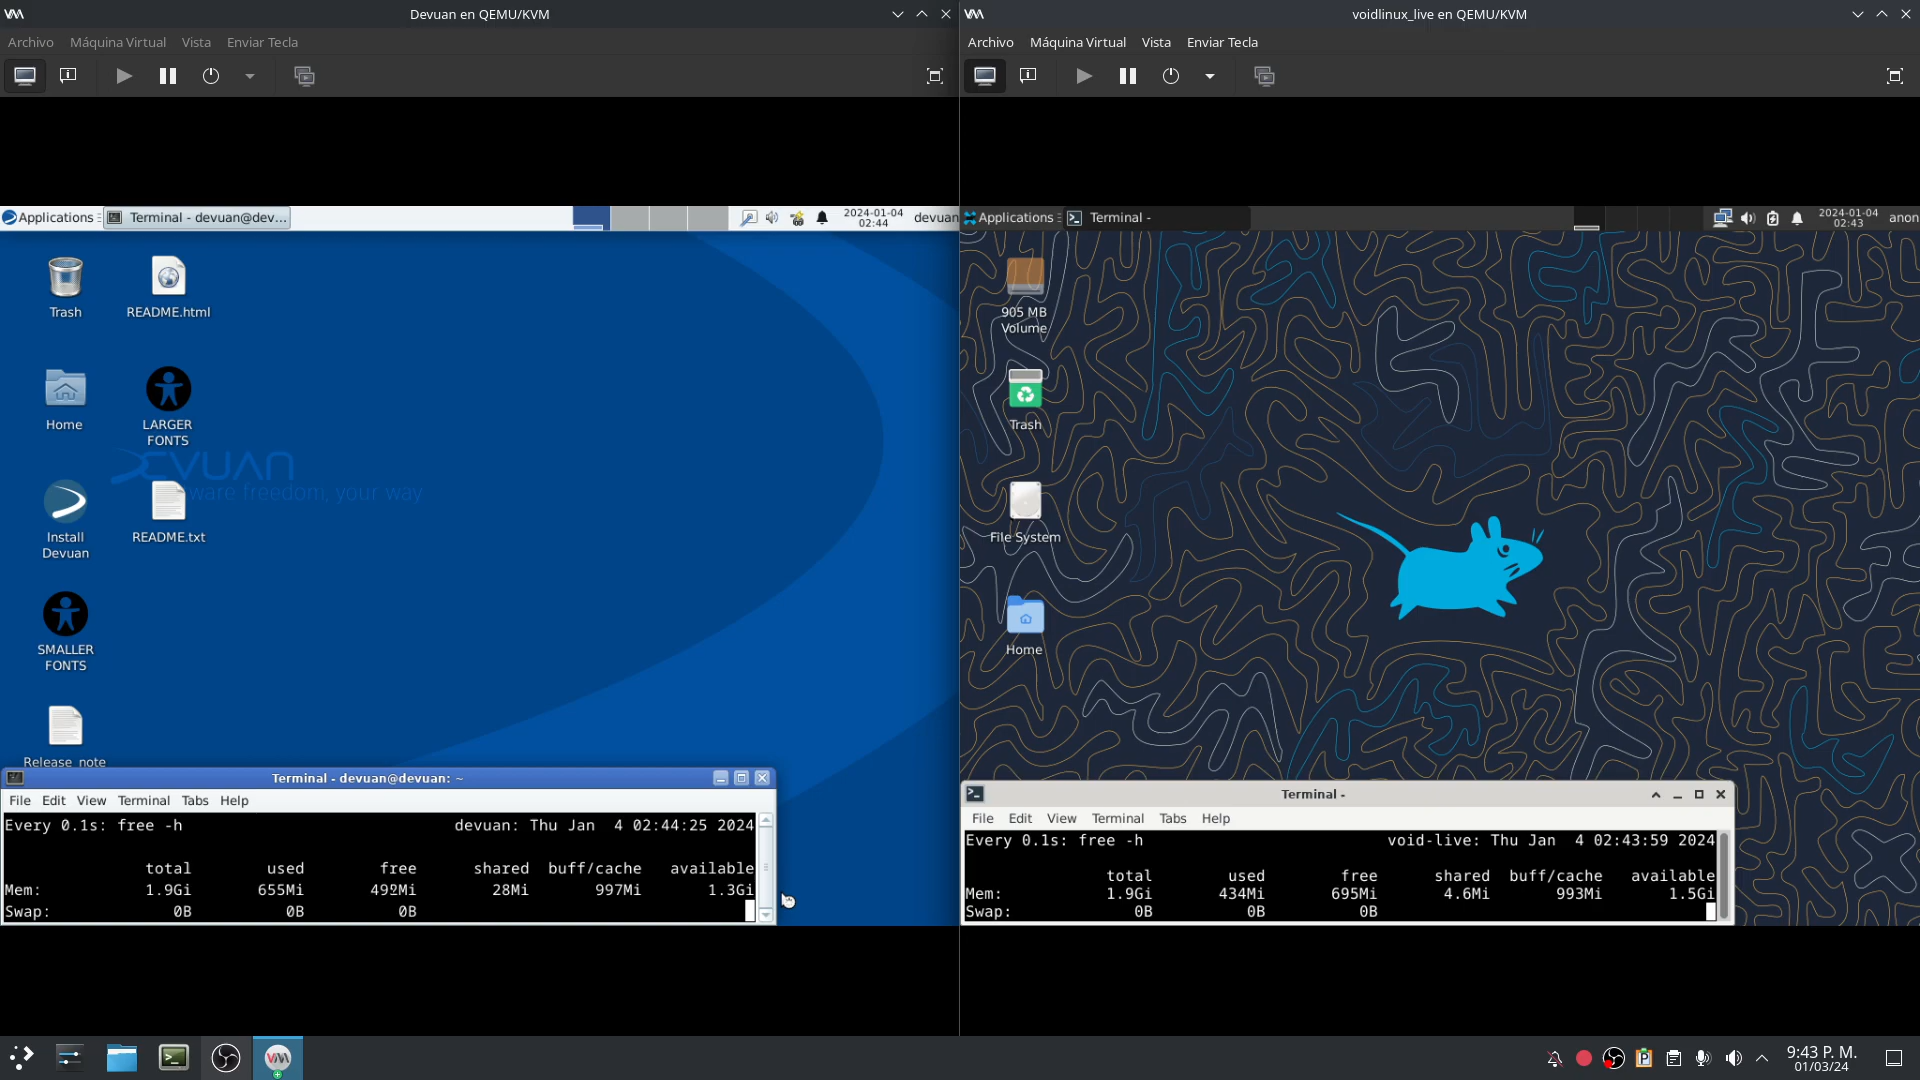 Devuan en QEMU/KVM
Archivo Máquina Virtual Vista Enviar Tecla
Applications Terminal - devuan@dev... 2024-01-04 02:44 devuan
Trash
README.html
Home
LARGER FONTS
DEVUAN
ware freedom, your way
Install Devuan
README.txt
SMALLER FONTS
Release note
Terminal - devuan@devuan: ~
File Edit View Terminal Tabs Help
Every 0.1s: free -h devuan: Thu Jan 4 02:44:25 2024
total used free shared buff/cache available
Mem: 1.9Gi 655Mi 492Mi 28Mi 997Mi 1.3Gi
Swap: 0B 0B 0B
voidlinux_live en QEMU/KVM
Archivo Máquina Virtual Vista Enviar Tecla
Applications Terminal - 2024-01-04 02:43 anon
905 MB Volume
Trash
File System
Home
Terminal -
File Edit View Terminal Tabs Help
Every 0.1s: free -h void-live: Thu Jan 4 02:43:59 2024
total used free shared buff/cache available
Mem: 1.9Gi 434Mi 695Mi 4.6Mi 993Mi 1.5Gi
Swap: 0B 0B 0B
9:43 P. M.
01/03/24